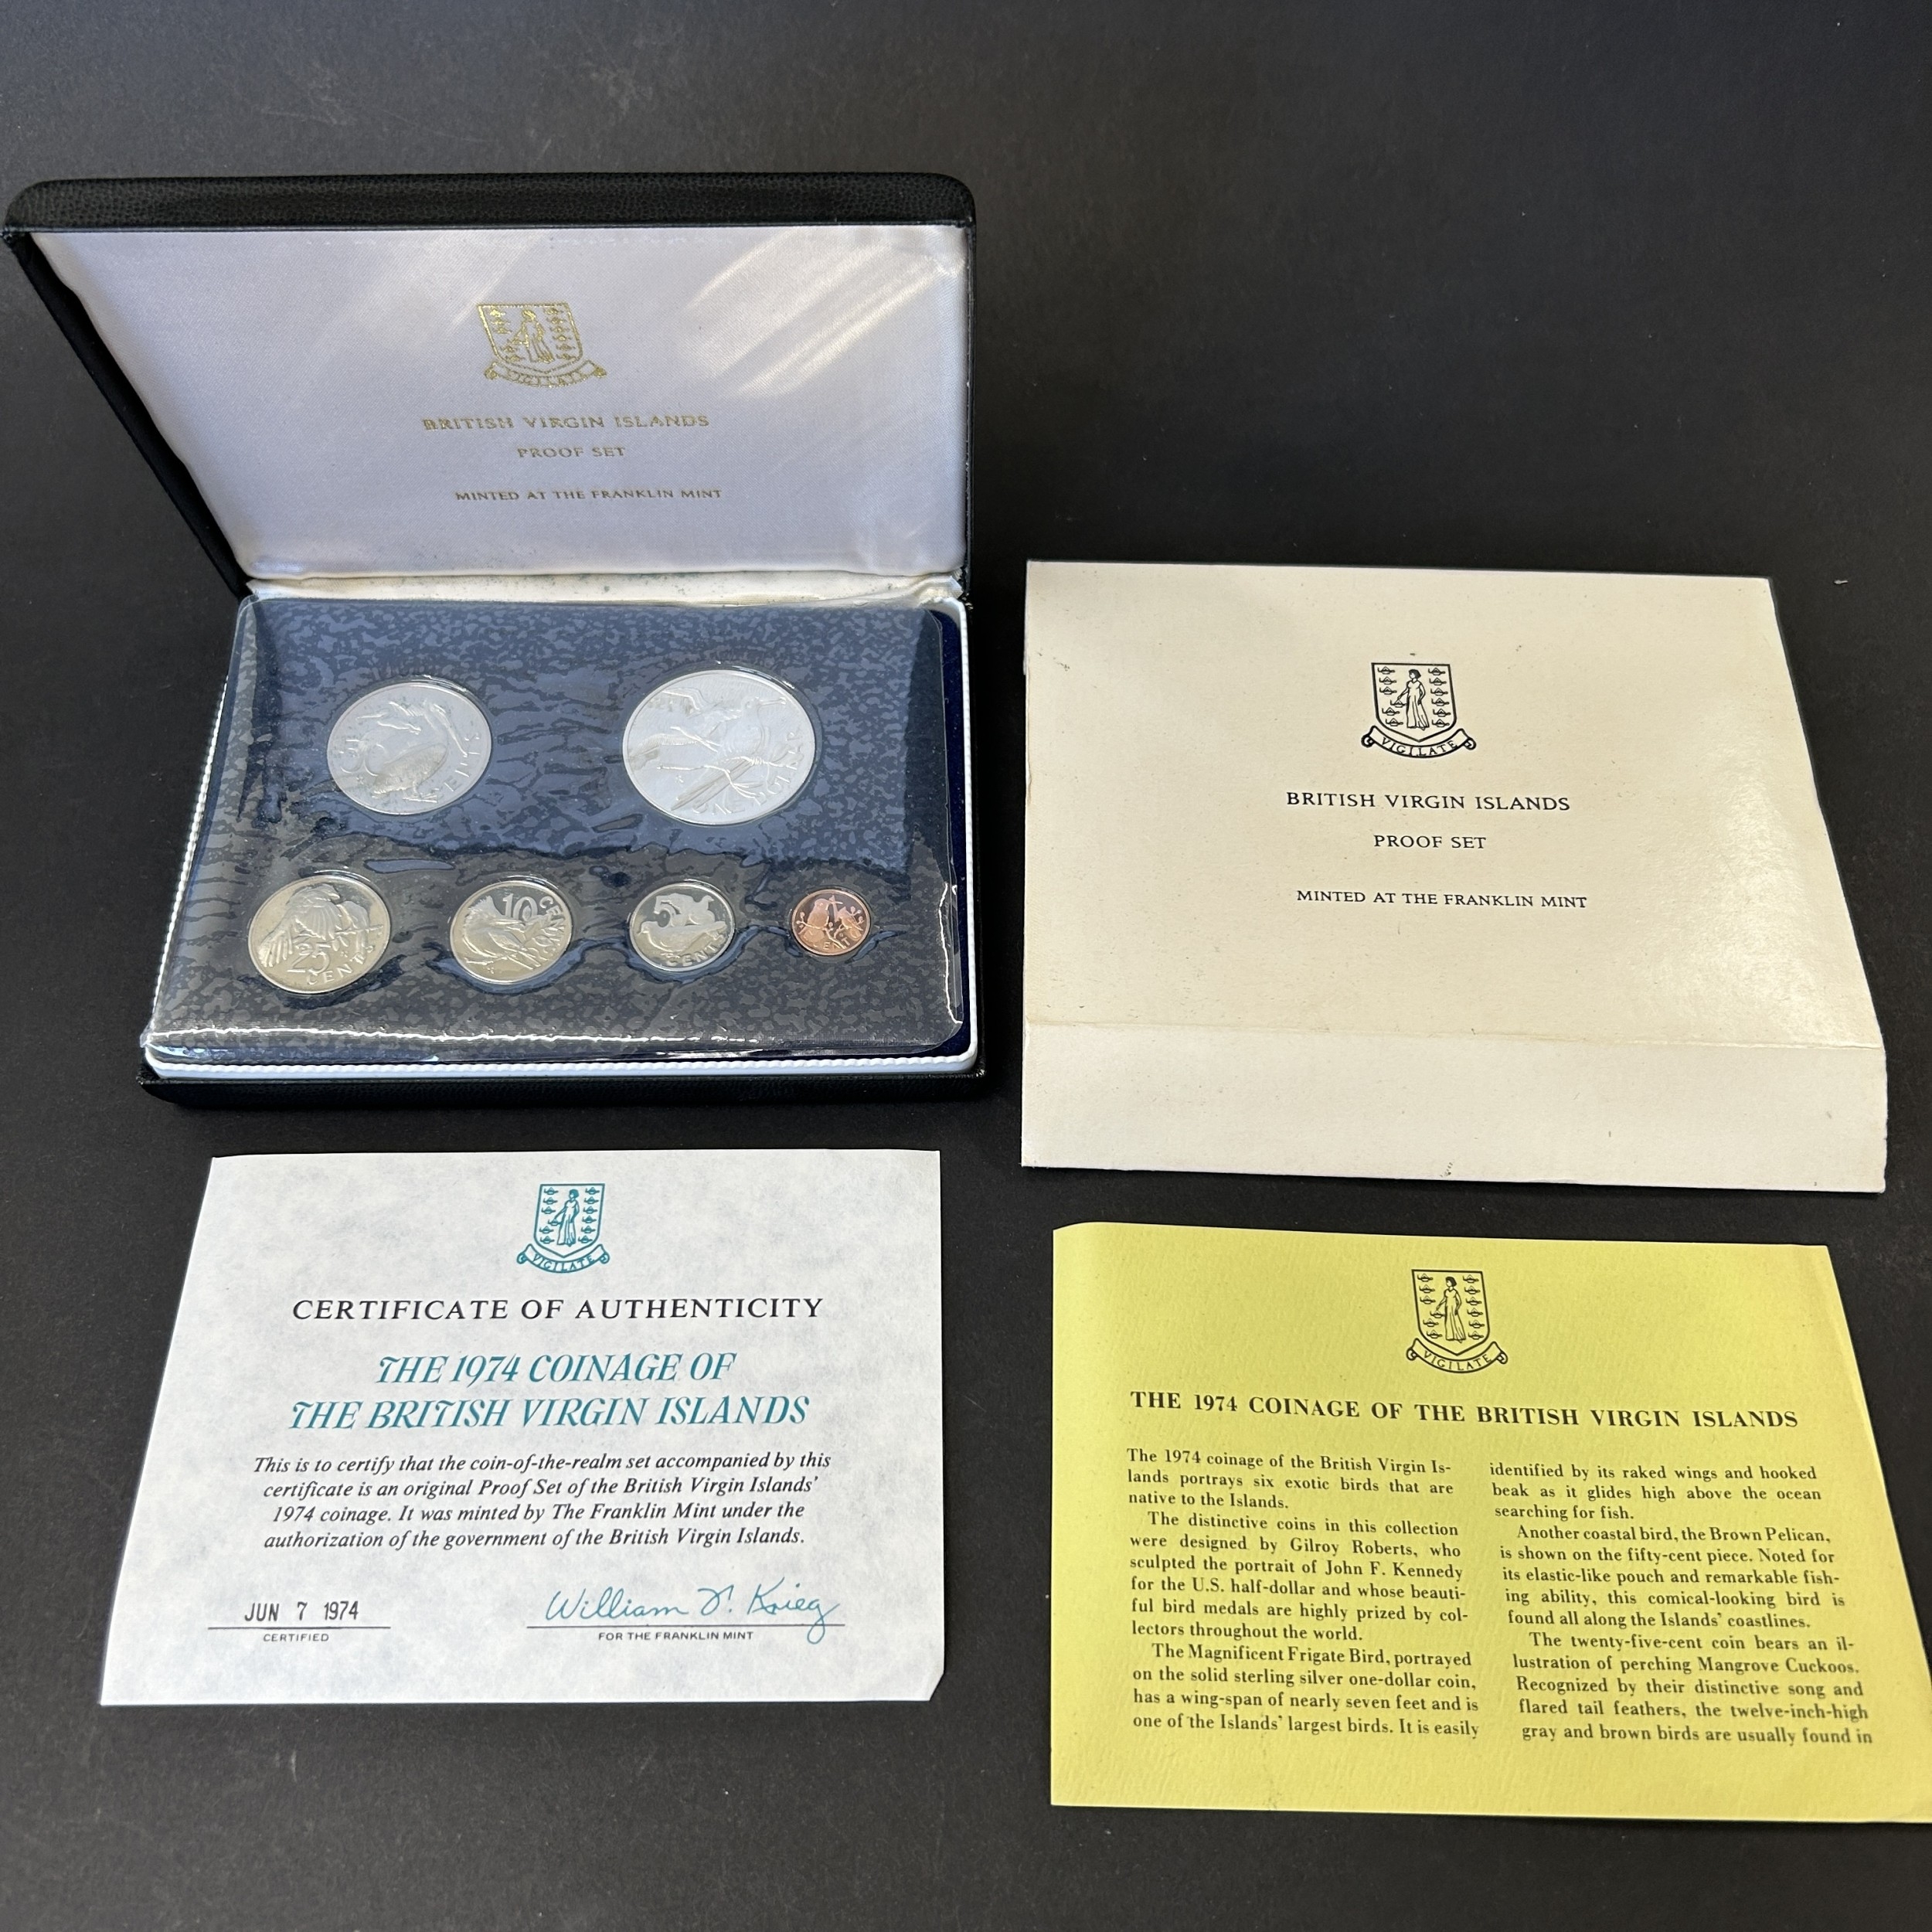 VIGILATE
BRITISH VIRGIN ISLANDS
PROOF SET
MINTED AT THE FRANKLIN MINT
CENTS
25
CENTS
10
CENTS
5
CENTS
1
CENT
VIGILATE
BRITISH VIRGIN ISLANDS
PROOF SET
MINTED AT THE FRANKLIN MINT
VIGILATE
CERTIFICATE OF AUTHENTICITY
THE 1974 COINAGE OF
THE BRITISH VIRGIN ISLANDS
This is to certify that the coin-of-the-realm set accompanied by this
certificate is an original Proof Set of the British Virgin Islands'
1974 coinage. It was minted by The Franklin Mint under the
authorization of the government of the British Virgin Islands.
JUN 7 1974
CERTIFIED
William T. Krieg
FOR THE FRANKLIN MINT
VIGILATE
THE 1974 COINAGE OF THE BRITISH VIRGIN ISLANDS
The 1974 coinage of the British Virgin Is-
lands portrays six exotic birds that are
native to the Islands.
The distinctive coins in this collection
were designed by Gilroy Roberts, who
sculpted the portrait of John F. Kennedy
for the U.S. half-dollar and whose beauti-
ful bird medals are highly prized by col-
lectors throughout the world.
The Magnificent Frigate Bird, portrayed
on the solid sterling silver one-dollar coin,
has a wing-span of nearly seven feet and is
one of the Islands' largest birds. It is easily
identified by its raked wings and hooked
beak as it glides high above the ocean
searching for fish.
Another coastal bird, the Brown Pelican,
is shown on the fifty-cent piece. Noted for
its elastic-like pouch and remarkable fish-
ing ability, this comical-looking bird is
found all along the Islands' coastlines.
The twenty-five-cent coin bears an il-
lustration of perching Mangrove Cuckoos.
Recognized by their distinctive song and
flared tail feathers, the twelve-inch-high
gray and brown birds are usually found in